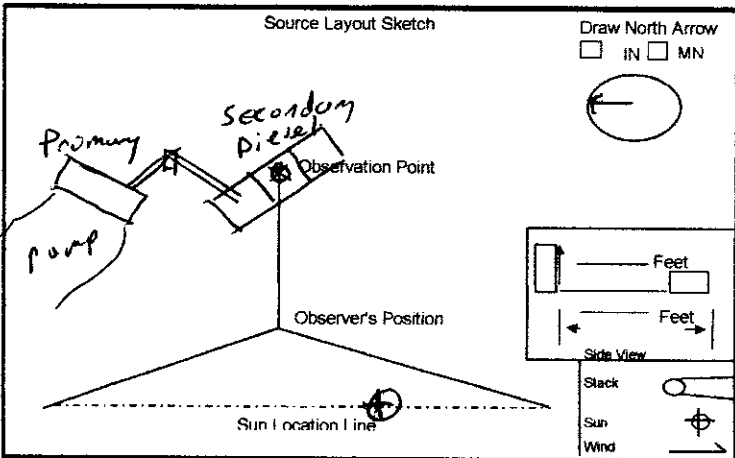 Source Layout Sketch
Draw North Arrow
IN MN
Secondary
Diesel
Primary
Observation Point
pump
Feet
Observer's Position
Feet
Side View
Stack
Sun Location Line
Sun
Wind